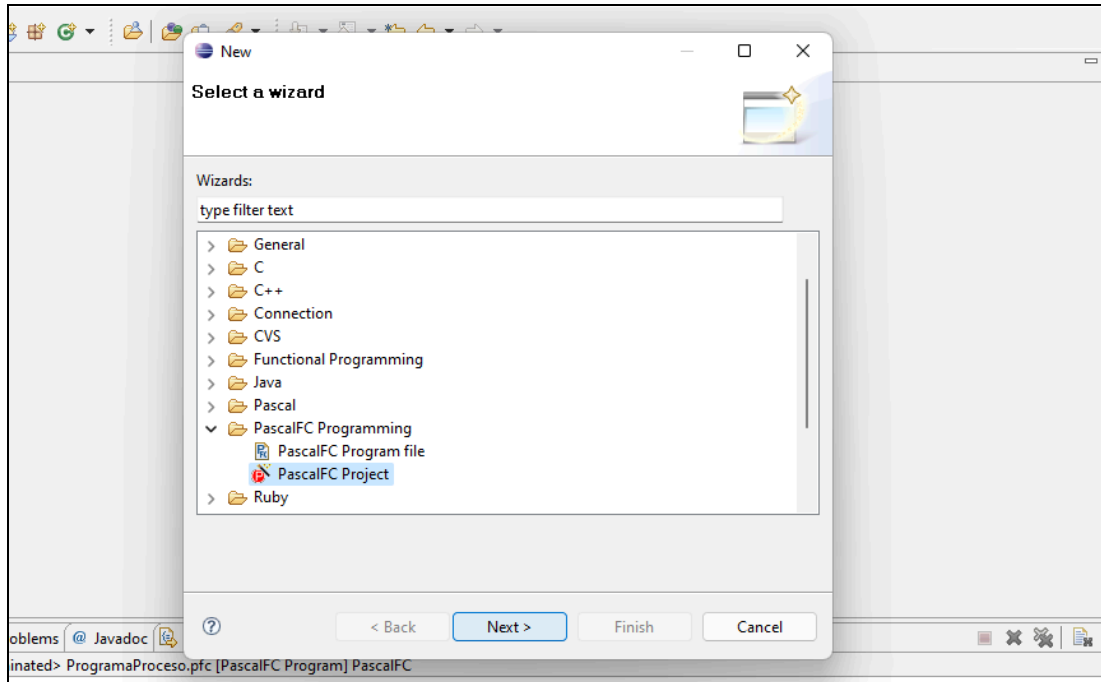 New
Select a wizard
Wizards:
type filter text
General
C
C++
Connection
CVS
Functional Programming
Java
Pascal
PascalFC Programming
PascalFC Program file
PascalFC Project
Ruby
< Back Next > Finish Cancel
oblems @ Javadoc
inated> ProgramaProceso.pfc [PascalFC Program] PascalFC